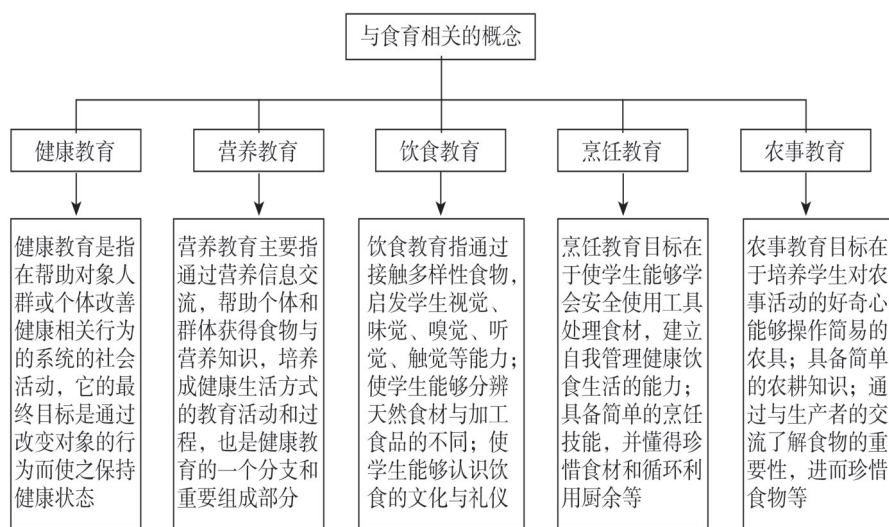 与食育相关的概念
健康教育
营养教育
饮食教育
烹饪教育
农事教育
健康教育是指
在帮助对象人
群或个体改善
健康相关行为
的系统的社会
活动，它的最
终目标是通过
改变对象的行
为而使之保持
健康状态
营养教育主要指
通过营养信息交
流，帮助个体和
群体获得食物与
营养知识，培养
成健康生活方式
的教育活动和过
程，也是健康教
育的一个分支和
重要组成部分
饮食教育指通过
接触多样性食物，
启发学生视觉、
味觉、嗅觉、听
觉、触觉等能力；
使学生能够分辨
天然食材与加工
食品的不同；使
学生能够认识饮
食的文化与礼仪
烹饪教育目标在
于使学生能够学
会安全使用工具
处理食材，建立
自我管理健康饮
食生活的能力；
具备简单的烹饪
技能，并懂得珍
惜食材和循环利
用厨余等
农事教育目标在
于培养学生对农
事活动的好奇心
能够操作简易的
农具；具备简单
的农耕知识；通
过与生产者的交
流了解食物的重
要性，进而珍惜
食物等